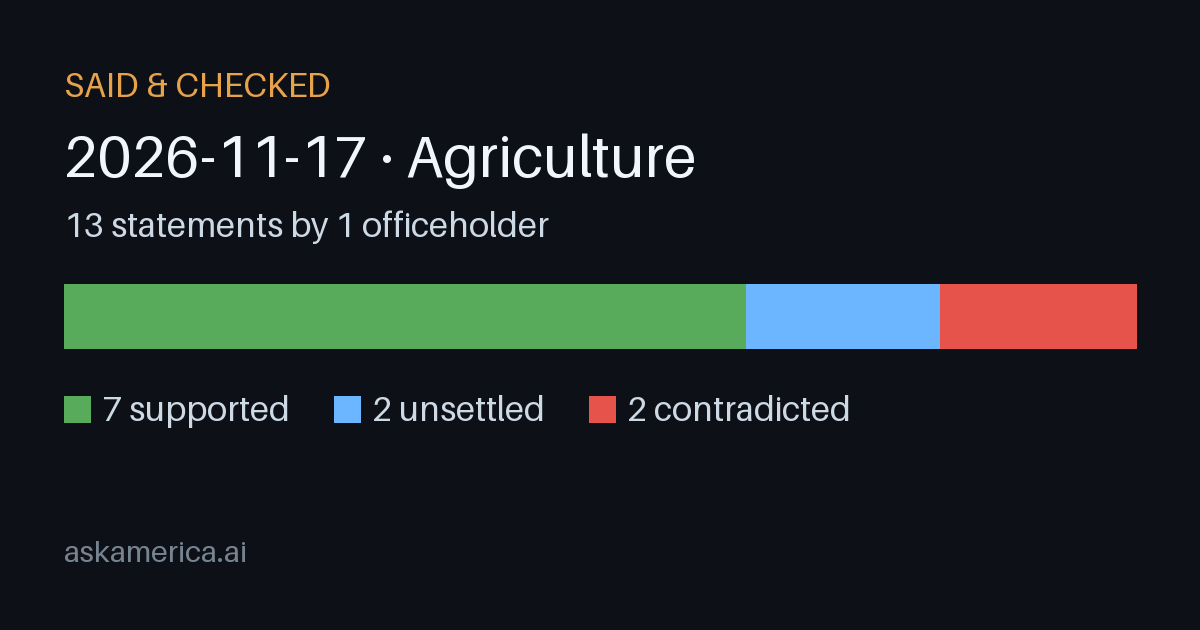 SAID & CHECKED
2026-11-17 · Agriculture
13 statements by 1 officeholder
7 supported 2 unsettled 2 contradicted
askamerica.ai